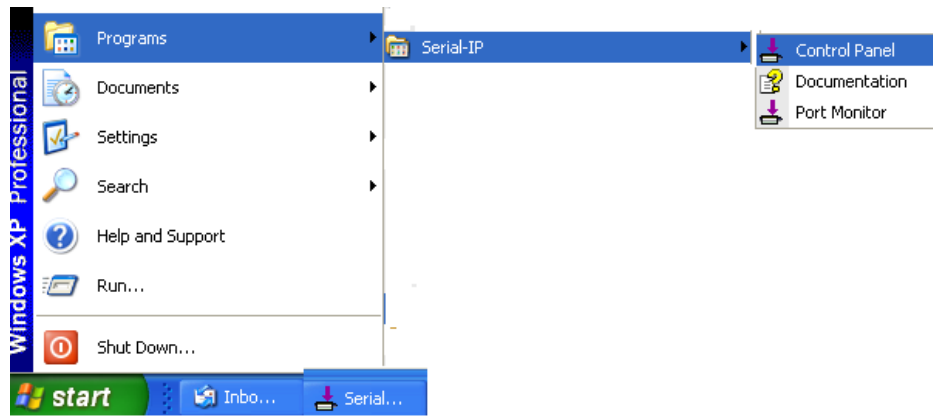 Windows XP Professional
Programs
Documents
Settings
Search
Help and Support
Run...
Shut Down...
Serial-IP
Control Panel
Documentation
Port Monitor
start
Inbo...
Serial...